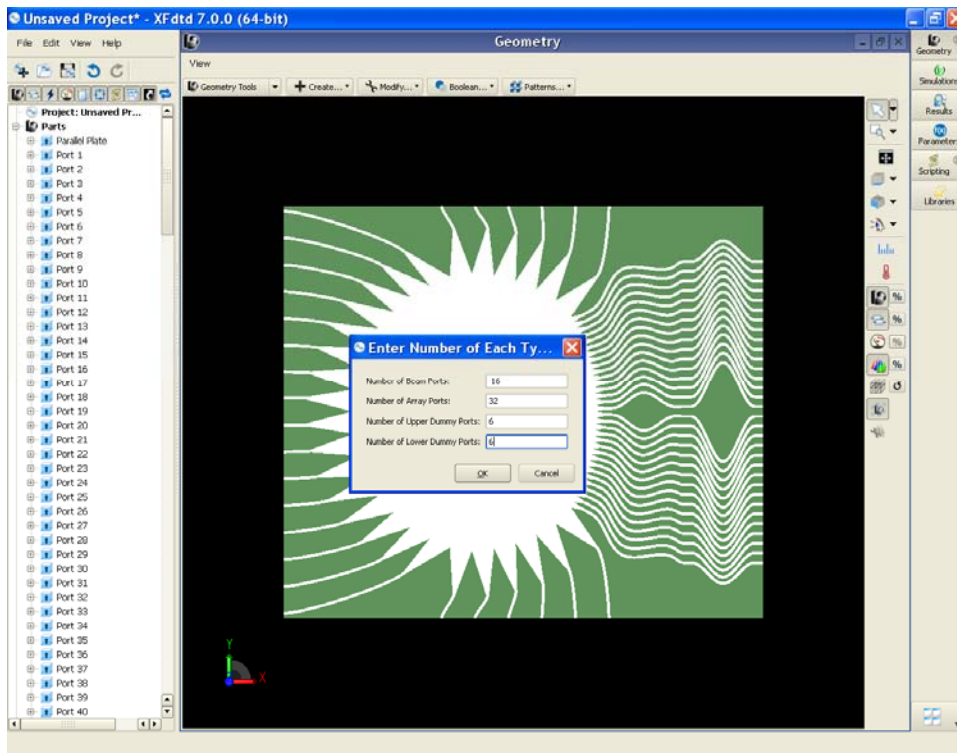 Unsaved Project* - XFdtd 7.0.0 (64-bit)
File Edit View Help
Geometry
View
Geometry Tools Create... Modify... Boolean... Patterns...
Project: Unsaved Pr...
Parts
Parallel Plate
Port 1
Port 2
Port 3
Port 4
Port 5
Port 6
Port 7
Port 8
Port 9
Port 10
Port 11
Port 12
Port 13
Port 14
Port 15
Port 16
Port 17
Port 18
Port 19
Port 20
Port 21
Port 22
Port 23
Port 24
Port 25
Port 26
Port 27
Port 28
Port 29
Port 30
Port 31
Port 32
Port 33
Port 34
Port 35
Port 36
Port 37
Port 38
Port 39
Port 40
Enter Number of Each Ty...
Number of Beam Ports: 16
Number of Array Ports: 32
Number of Upper Dummy Ports: 6
Number of Lower Dummy Ports: 6
OK Cancel
Y
X
%
%
%
%
Geometry
Simulations
Results
Parameters
Scripting
Libraries